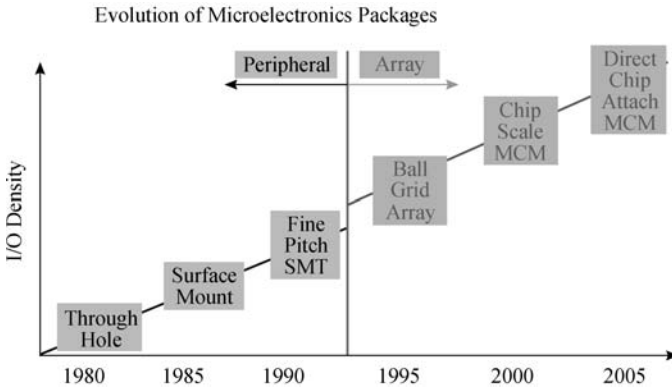 Evolution of Microelectronics Packages
Peripheral
Array
Direct
Chip
Attach
MCM
Chip
Scale
MCM
Ball
Grid
Array
Fine
Pitch
SMT
Surface
Mount
Through
Hole
I/O Density
1980
1985
1990
1995
2000
2005